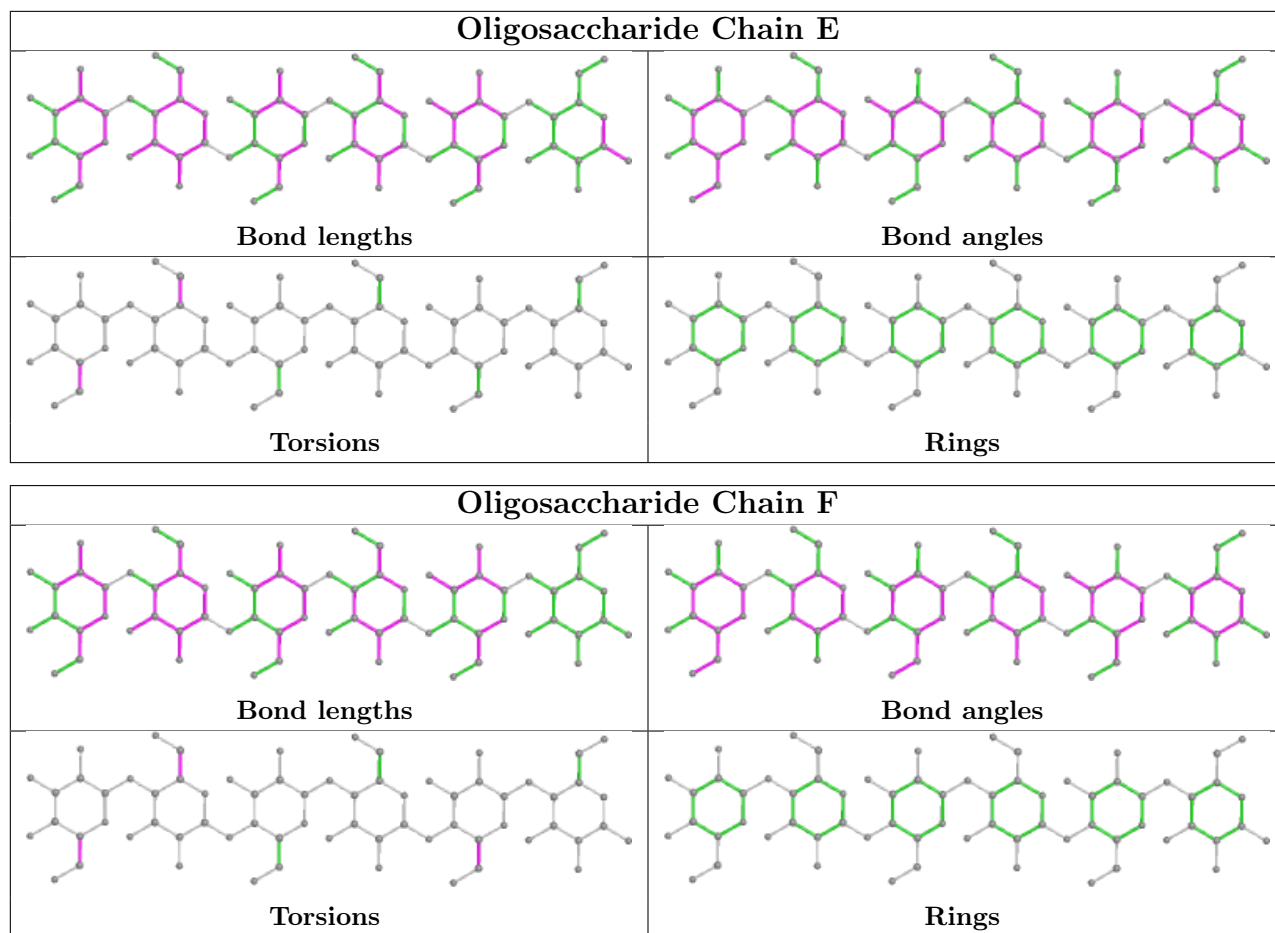 Oligosaccharide Chain E
Bond lengths
Bond angles
Torsions
Rings
Oligosaccharide Chain F
Bond lengths
Bond angles
Torsions
Rings